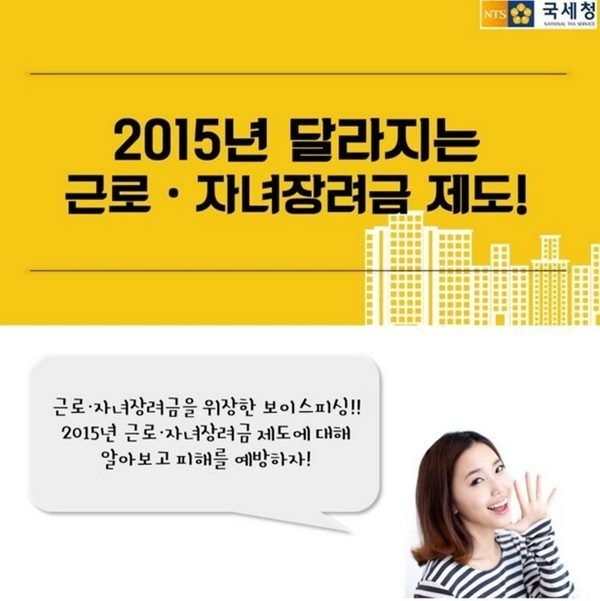 NTS 국세청
NATIONAL TAX SERVICE
2015년 달라지는
근로·자녀장려금 제도!
근로·자녀장려금을 위장한 보이스피싱!!
2015년 근로·자녀장려금 제도에 대해
알아보고 피해를 예방하자!